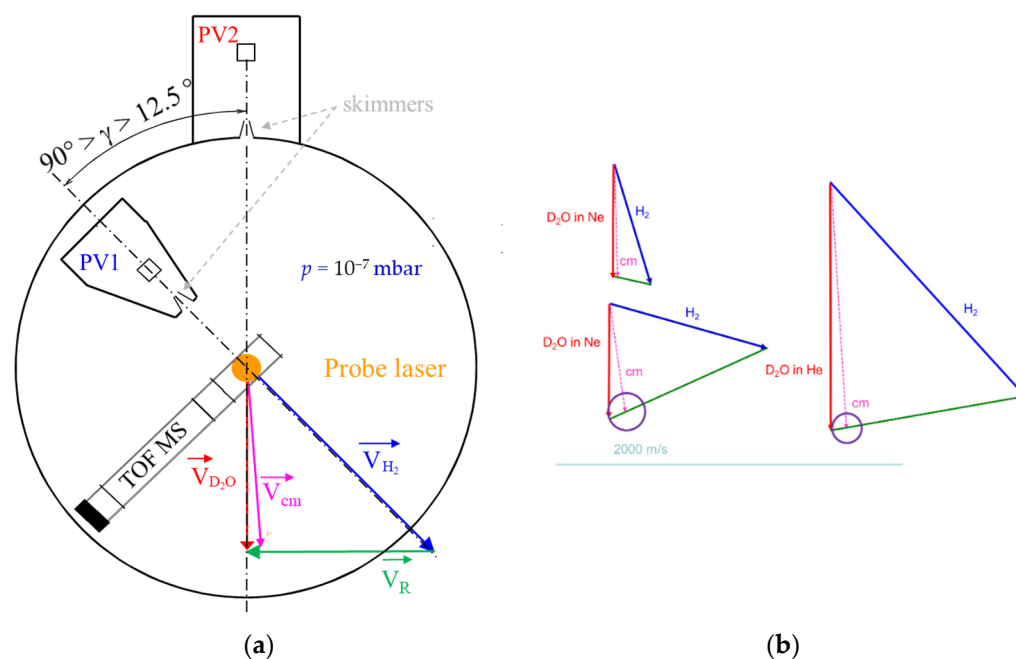 PV2
skimmers
90° > γ > 12.5°
PV1
p = 10⁻⁷ mbar
Probe laser
TOF MS
V_D₂O
V_cm
V_H₂
V_R
(a)
D₂O in Ne
H₂
cm
D₂O in Ne
H₂
cm
D₂O in He
H₂
cm
2000 m/s
(b)